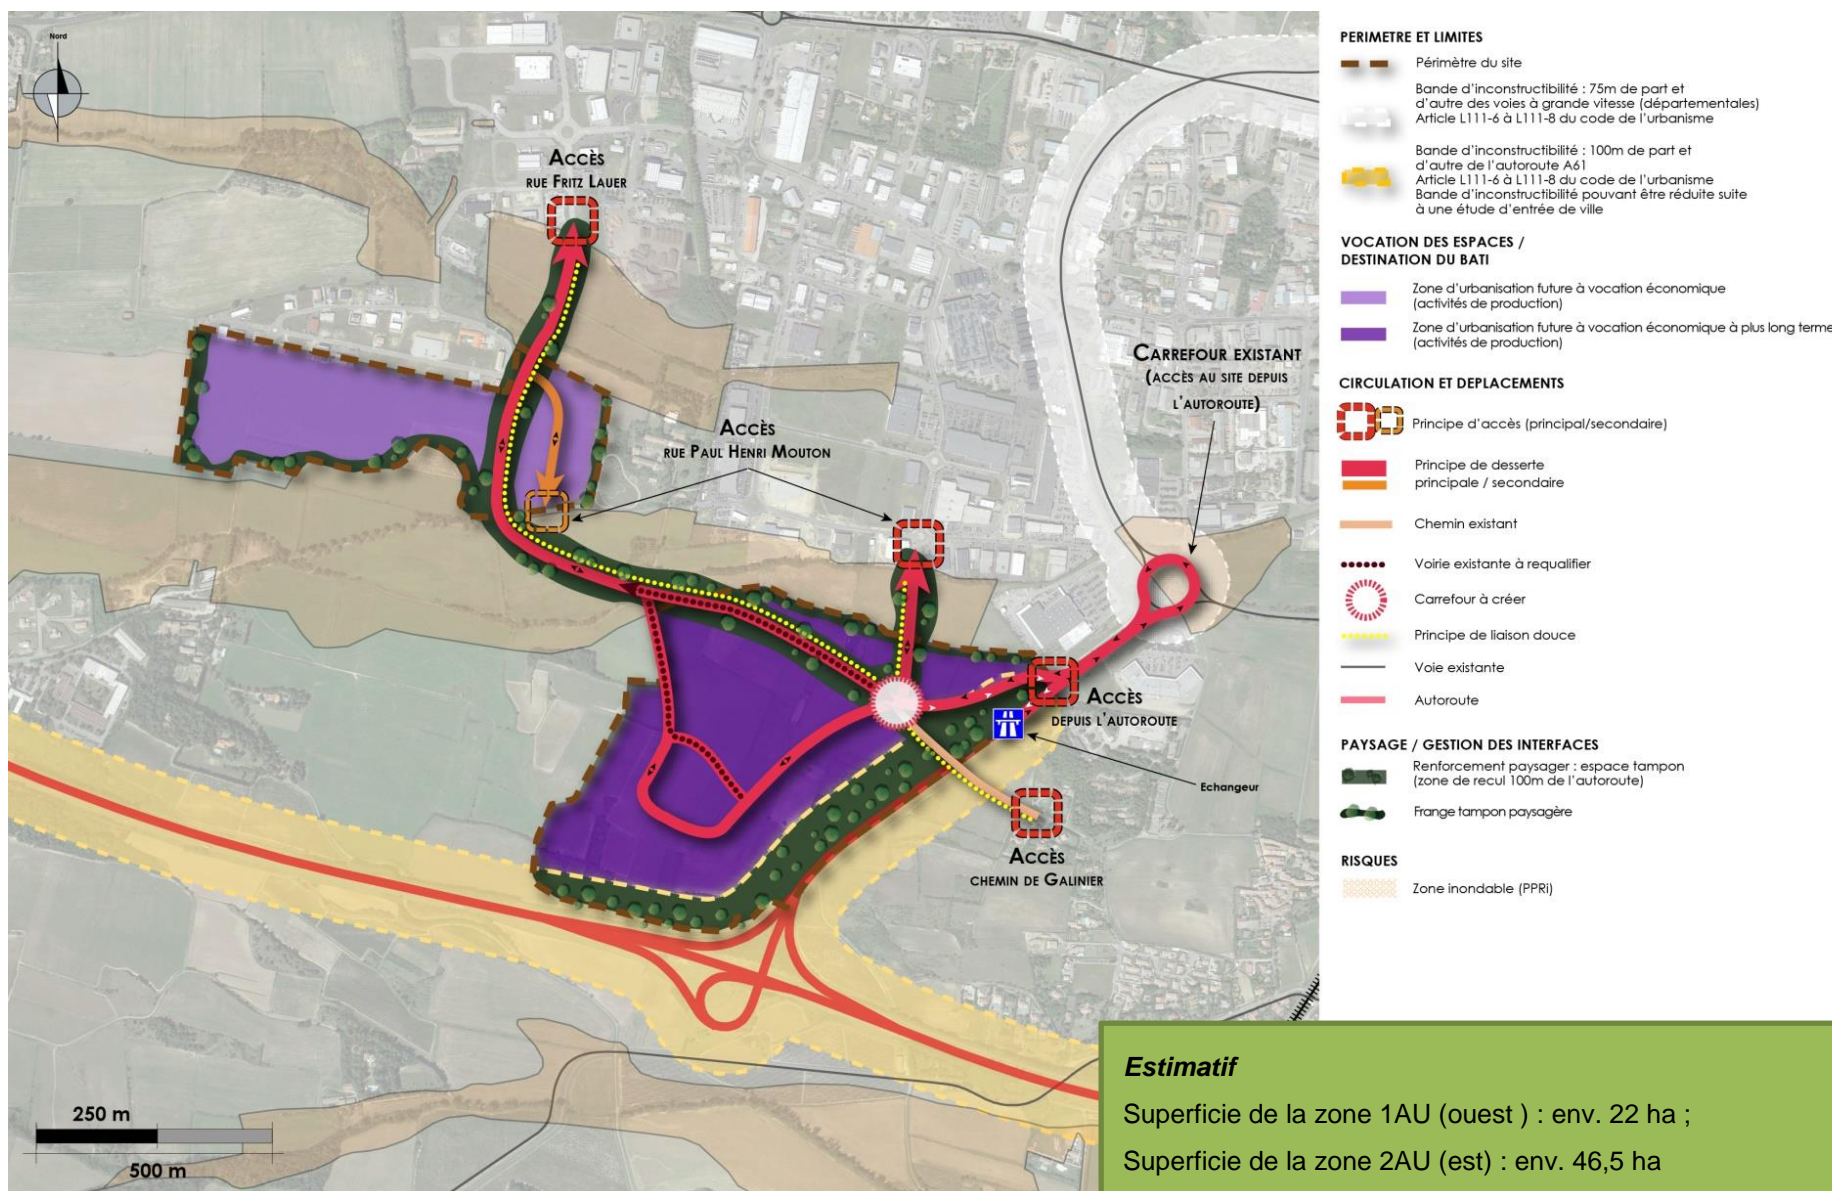 Nord
Accès
rue Fritz Lauer
Accès
rue Paul Henri Mouton
Carrefour existant
(accès au site depuis
l'autoroute)
Accès
depuis l'autoroute
Echangeur
Accès
chemin de Galinier
250 m
500 m
PERIMETRE ET LIMITES
Périmètre du site
Bande d'inconstructibilité : 75m de part et
d'autre des voies à grande vitesse (départementales)
Article L111-6 à L111-8 du code de l'urbanisme
Bande d'inconstructibilité : 100m de part et
d'autre de l'autoroute A61
Article L111-6 à L111-8 du code de l'urbanisme
Bande d'inconstructibilité pouvant être réduite suite
à une étude d'entrée de ville
VOCATION DES ESPACES /
DESTINATION DU BATI
Zone d'urbanisation future à vocation économique
(activités de production)
Zone d'urbanisation future à vocation économique à plus long terme
(activités de production)
CIRCULATION ET DEPLACEMENTS
Principe d'accès (principal/secondaire)
Principe de desserte
principale / secondaire
Chemin existant
Voirie existante à requalifier
Carrefour à créer
Principe de liaison douce
Voie existante
Autoroute
PAYSAGE / GESTION DES INTERFACES
Renforcement paysager : espace tampon
(zone de recul 100m de l'autoroute)
Frange tampon paysagère
RISQUES
Zone inondable (PPRi)
Estimatif
Superficie de la zone 1AU (ouest ) : env. 22 ha ;
Superficie de la zone 2AU (est) : env. 46,5 ha